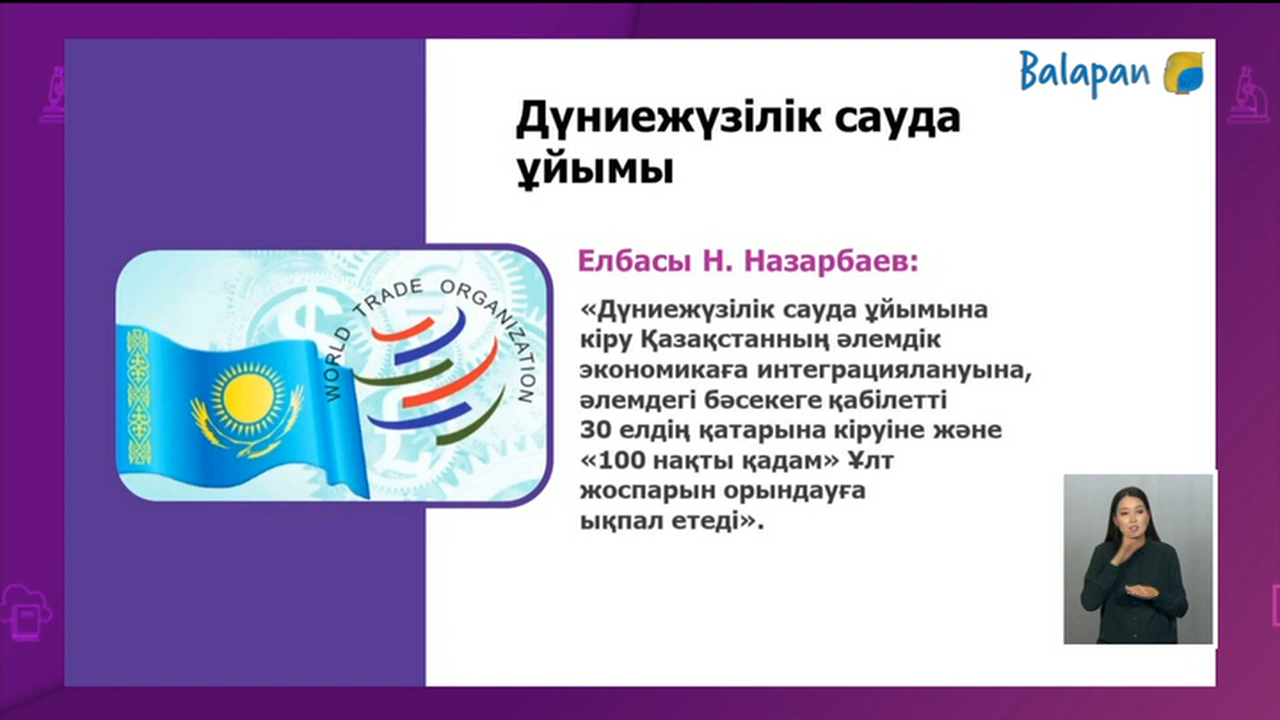 Balapan
Дүниежүзілік сауда
ұйымы
WORLD TRADE ORGANIZATION
Елбасы Н. Назарбаев:
«Дүниежүзілік сауда ұйымына
кіру Қазақстанның әлемдік
экономикаға интеграциялануына,
әлемдегі бәсекеге қабілетті
30 елдің қатарына кіруіне және
«100 нақты қадам» Ұлт
жоспарын орындауға
ықпал етеді».